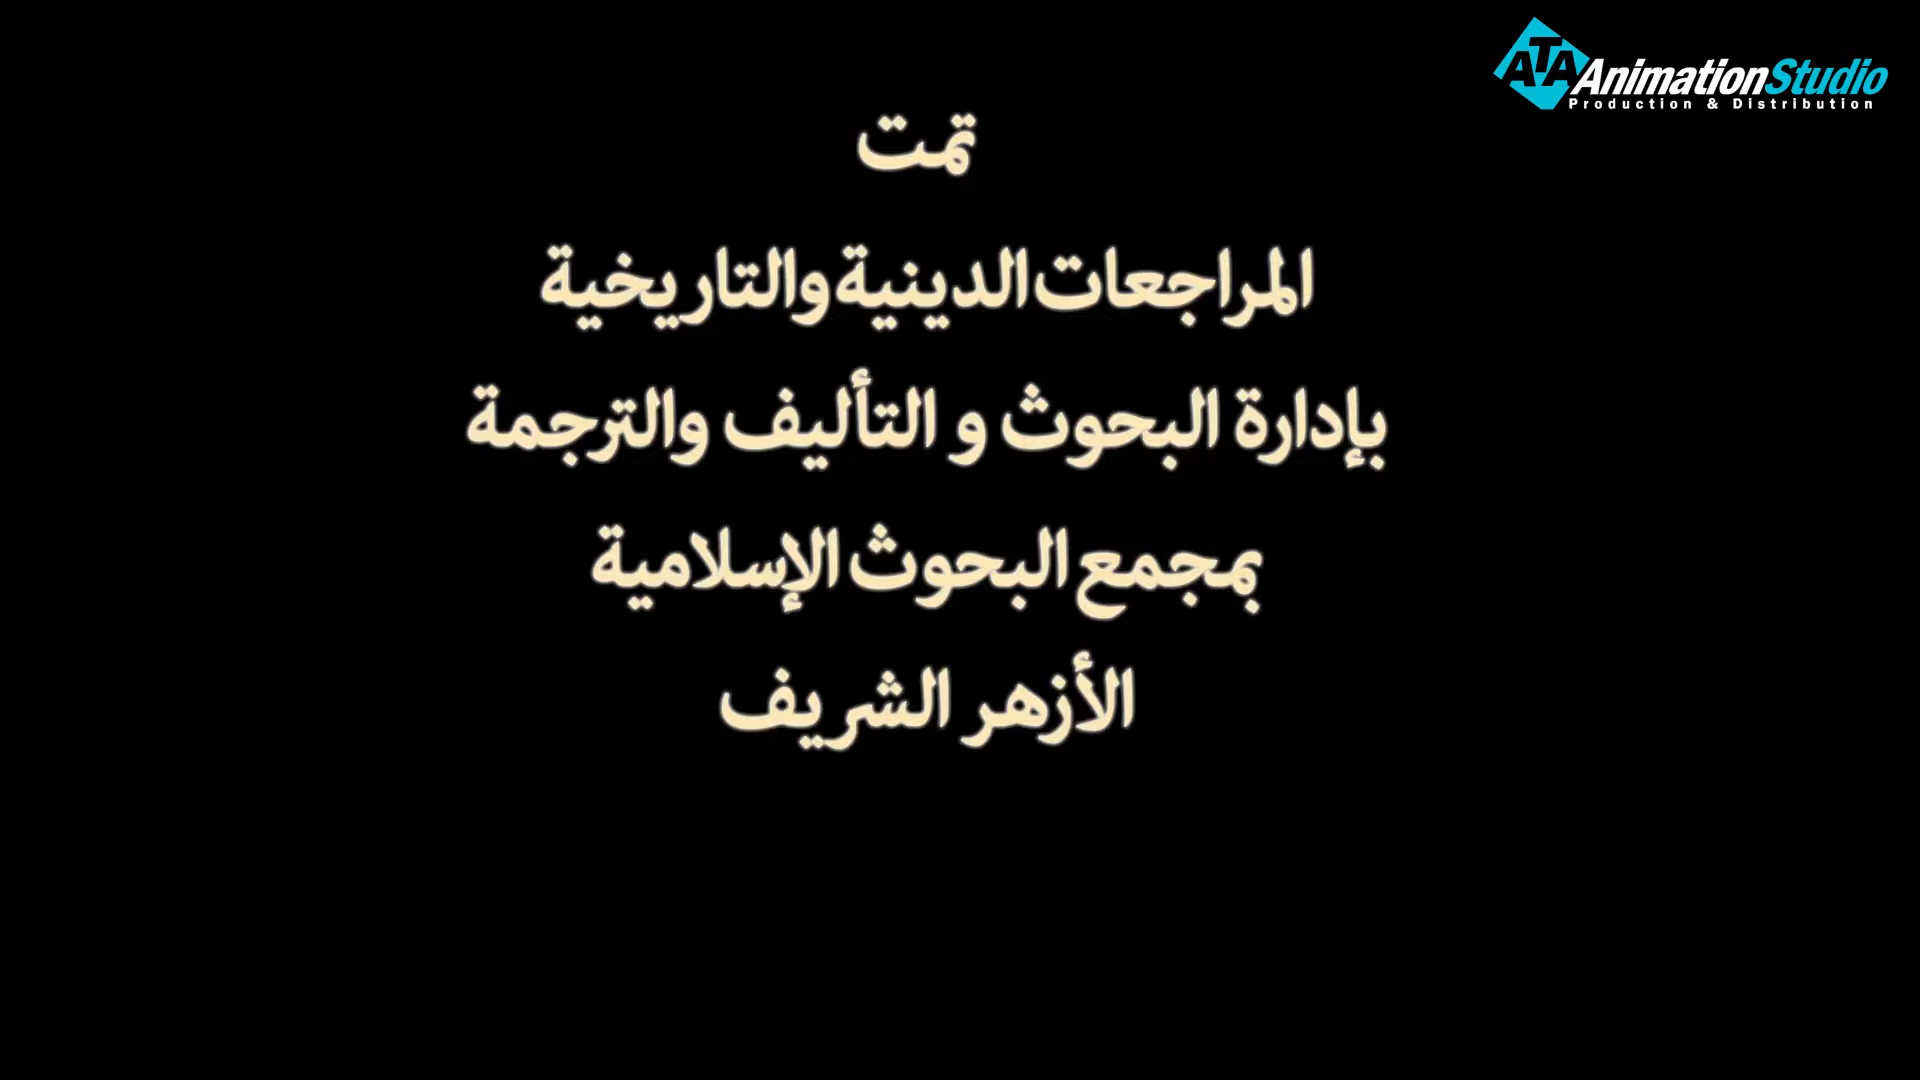 ATA AnimationStudio
Production & Distribution
تمت
المراجعات الدينية والتاريخية
بإدارة البحوث و التأليف والترجمة
بمجمع البحوث الإسلامية
الأزهر الشريف